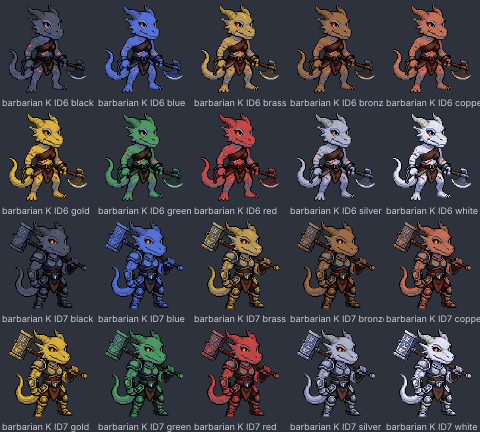 barbarian K ID6 black barbarian K ID6 blue barbarian K ID6 brass barbarian K ID6 bronz barbarian K ID6 coppe
barbarian K ID6 gold barbarian K ID6 green barbarian K ID6 red barbarian K ID6 silver barbarian K ID6 white
barbarian K ID7 black barbarian K ID7 blue barbarian K ID7 brass barbarian K ID7 bronz barbarian K ID7 coppe
barbarian K ID7 gold barbarian K ID7 green barbarian K ID7 red barbarian K ID7 silver barbarian K ID7 white